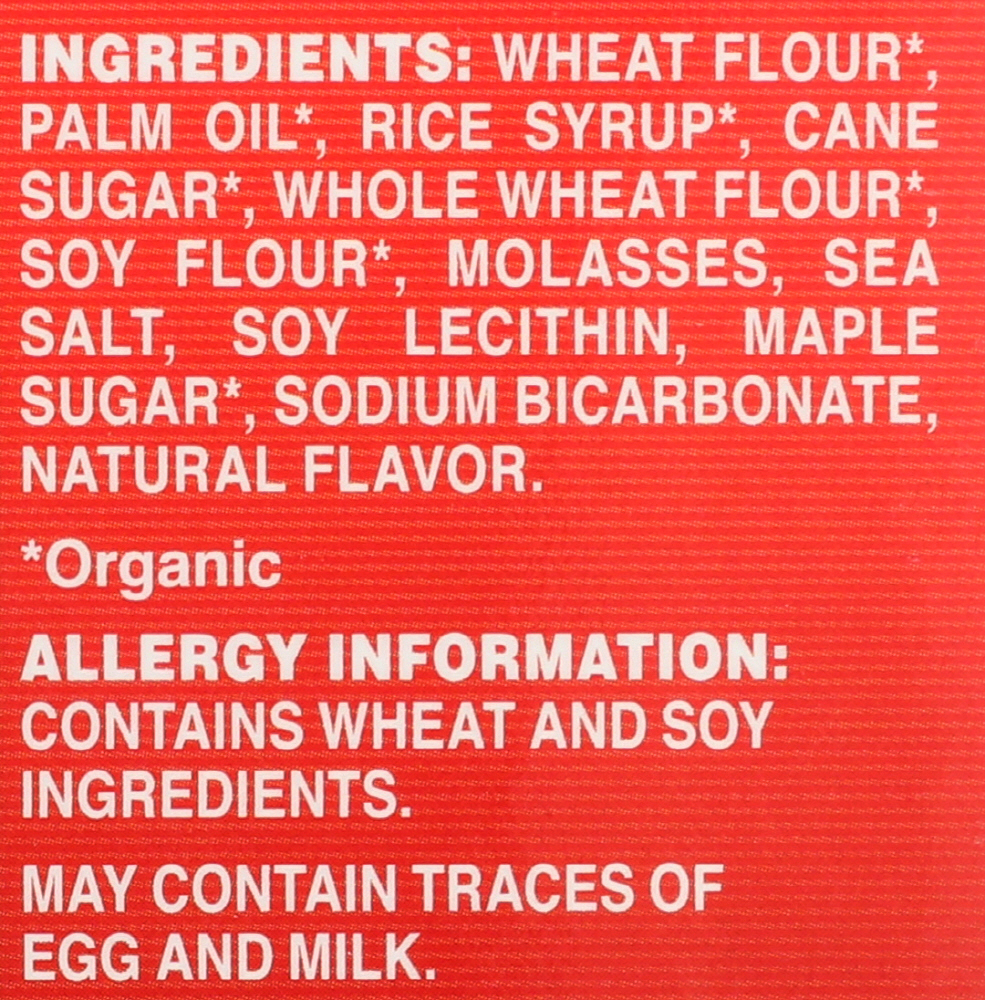 INGREDIENTS: WHEAT FLOUR*,
PALM OIL*, RICE SYRUP*, CANE
SUGAR*, WHOLE WHEAT FLOUR*,
SOY FLOUR*, MOLASSES, SEA
SALT, SOY LECITHIN, MAPLE
SUGAR*, SODIUM BICARBONATE,
NATURAL FLAVOR.
*Organic
ALLERGY INFORMATION:
CONTAINS WHEAT AND SOY
INGREDIENTS.
MAY CONTAIN TRACES OF
EGG AND MILK.